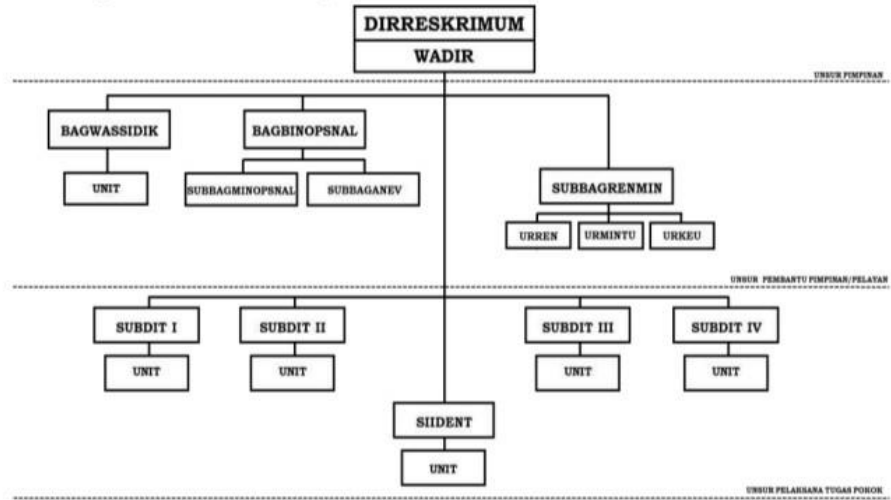 DIRRESKRIMUM
WADIR
UNSUR PIMPINAN
BAGWASSIDIK
BAGBINOPSNAL
UNIT
SUBBAGMINOPSNAL
SUBBAGANEV
SUBBAGRENMIN
URREN
URMINTU
URKEU
UNSUR PEMBANTU PIMPINAN/PELAYAN
SUBDIT I
SUBDIT II
SUBDIT III
SUBDIT IV
UNIT
UNIT
UNIT
UNIT
SIIDENT
UNIT
UNSUR PELAKSANA TUGAS POKOK